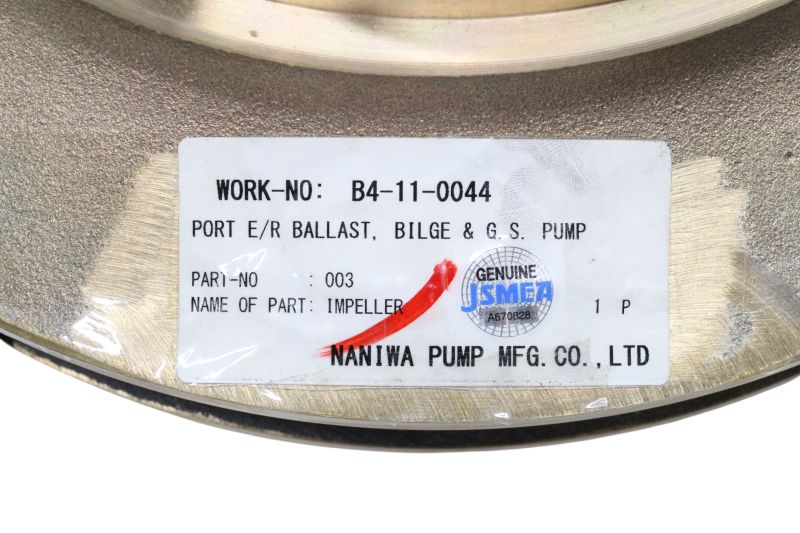 WORK-NO: B4-11-0044
PORT E/R BALLAST, BILGE & G.S. PUMP
PART-NO : 003
NAME OF PART: IMPELLER 1 P
GENUINE
JSMEA
A670828
NANIWA PUMP MFG.CO.,LTD